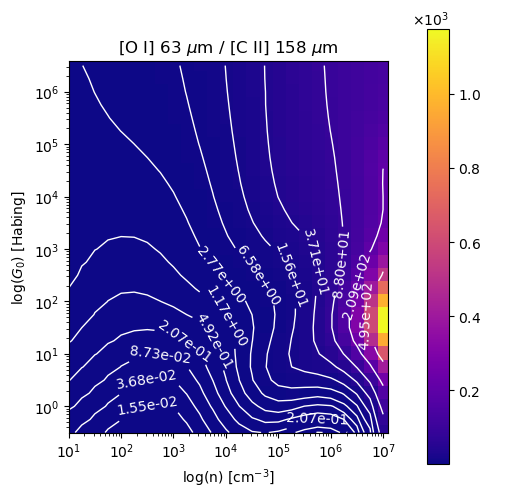 ×10³
[O I] 63 μm / [C II] 158 μm
10⁶
10⁵
10⁴
10³
10²
10¹
10⁰
log(G₀) [Habing]
2.77e+00
6.58e+00
1.56e+01
3.71e+01
8.80e+01
2.09e+02
4.95e+02
1.17e+00
4.92e-01
2.07e-01
8.73e-02
3.68e-02
1.55e-02
2.07e-01
10¹
10²
10³
10⁴
10⁵
10⁶
10⁷
log(n) [cm⁻³]
1.0
0.8
0.6
0.4
0.2